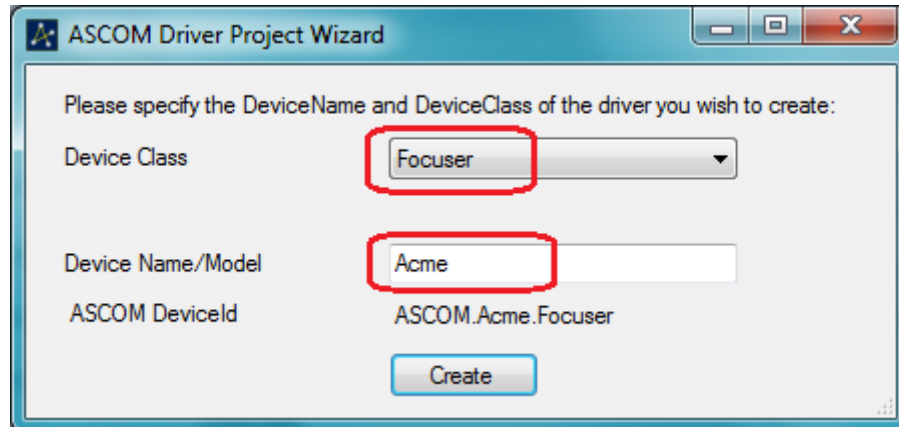 ASCOM Driver Project Wizard
Please specify the DeviceName and DeviceClass of the driver you wish to create:
Device Class Focuser
Device Name/Model Acme
ASCOM DeviceId ASCOM.Acme.Focuser
Create